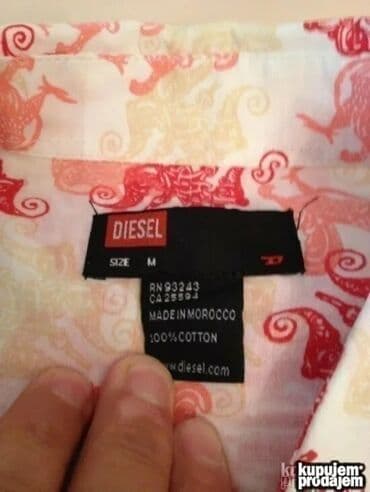 DIESEL
SIZE M
RN 93243
CA 25594
MADE IN MOROCCO
100% COTTON
diesel.com
kupujem
prodajem